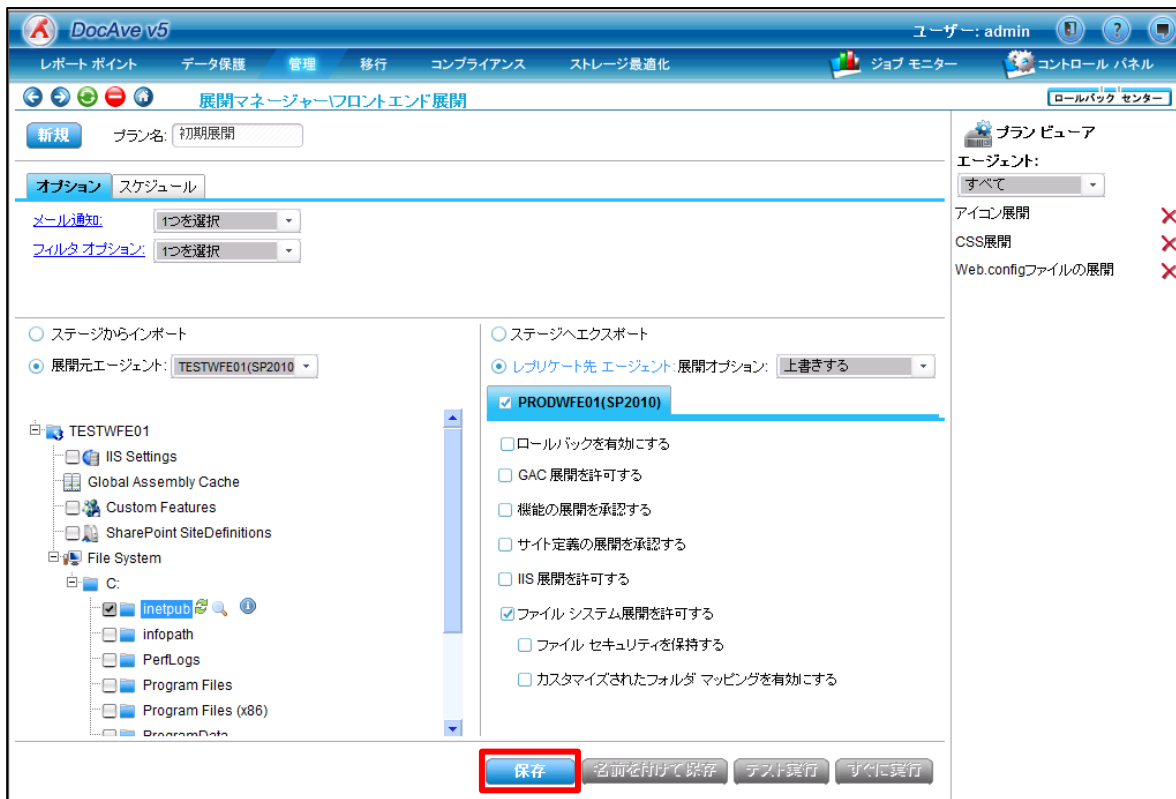 DocAve v5
ユーザー: admin
レポート ポイント
データ保護
管理
移行
コンプライアンス
ストレージ最適化
ジョブ モニター
コントロール パネル
展開マネージャー\フロントエンド展開
ロールバック センター
新規
プラン名: 初期展開
オプション
スケジュール
メール通知: 1つを選択
フィルタ オプション: 1つを選択
ステージからインポート
展開元エージェント: TESTWFE01(SP2010
TESTWFE01
IIS Settings
Global Assembly Cache
Custom Features
SharePoint SiteDefinitions
File System
C:
inetpub
infopath
PerfLogs
Program Files
Program Files (x86)
ProgramData
ステージへエクスポート
レプリケート先 エージェント: 展開オプション: 上書きする
PRODWFE01(SP2010)
ロールバックを有効にする
GAC 展開を許可する
機能の展開を承認する
サイト定義の展開を承認する
IIS 展開を許可する
ファイル システム展開を許可する
ファイル セキュリティを保持する
カスタマイズされたフォルダ マッピングを有効にする
保存
名前を付けて保存
テスト実行
すぐに実行
プラン ビューア
エージェント:
すべて
アイコン展開
CSS展開
Web.configファイルの展開